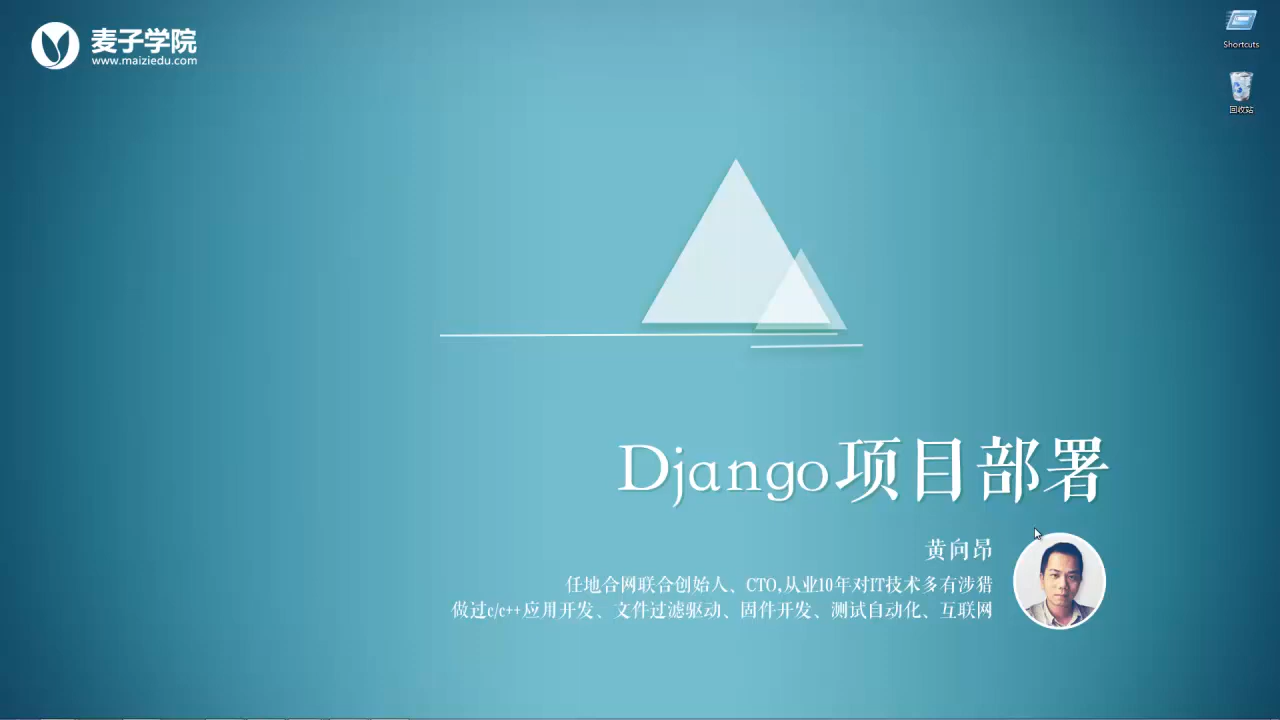 麦子学院
www.maiziedu.com
Shortcuts
回收站
Django项目部署
黄向昂
任地合网联合创始人、CTO,从业10年对IT技术多有涉猎
做过c/c++应用开发、文件过滤驱动、固件开发、测试自动化、互联网